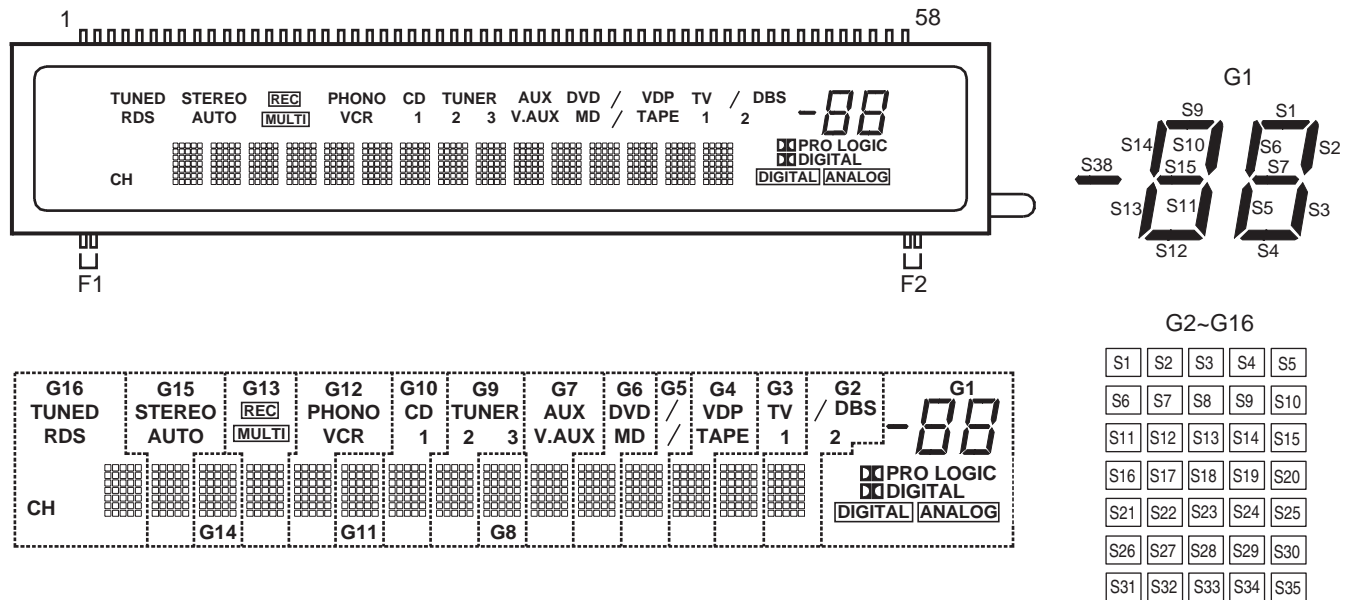 1 58
TUNED STEREO REC PHONO CD TUNER AUX DVD / VDP TV / DBS
RDS AUTO MULTI VCR 1 2 3 V.AUX MD / TAPE 1 2
-88
PRO LOGIC
DIGITAL
CH
DIGITAL ANALOG
F1 F2
G1
S9 S1
S14 S10 S6 S2
S38 S15 S7
S13 S11 S5 S3
S12 S4
G16 G15 G13 G12 G10 G9 G7 G6 G5 G4 G3 G2 G1
TUNED STEREO REC PHONO CD TUNER AUX DVD / VDP TV / DBS
RDS AUTO MULTI VCR 1 2 3 V.AUX MD / TAPE 1 2
-88
PRO LOGIC
DIGITAL
CH
DIGITAL ANALOG
G14 G11 G8
G2~G16
S1 S2 S3 S4 S5
S6 S7 S8 S9 S10
S11 S12 S13 S14 S15
S16 S17 S18 S19 S20
S21 S22 S23 S24 S25
S26 S27 S28 S29 S30
S31 S32 S33 S34 S35